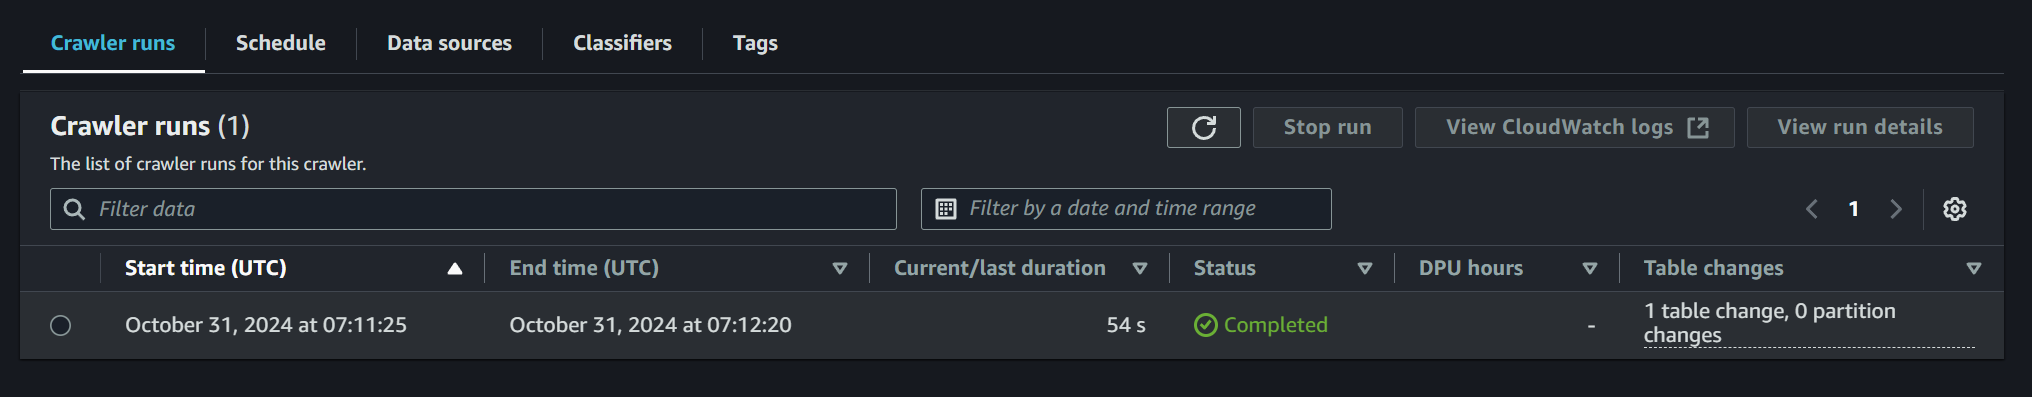 Crawler runs
Schedule
Data sources
Classifiers
Tags
Crawler runs (1)
Stop run
View CloudWatch logs
View run details
The list of crawler runs for this crawler.
Filter data
Filter by a date and time range
1
Start time (UTC)
End time (UTC)
Current/last duration
Status
DPU hours
Table changes
October 31, 2024 at 07:11:25
October 31, 2024 at 07:12:20
54 s
Completed
-
1 table change, 0 partition
changes